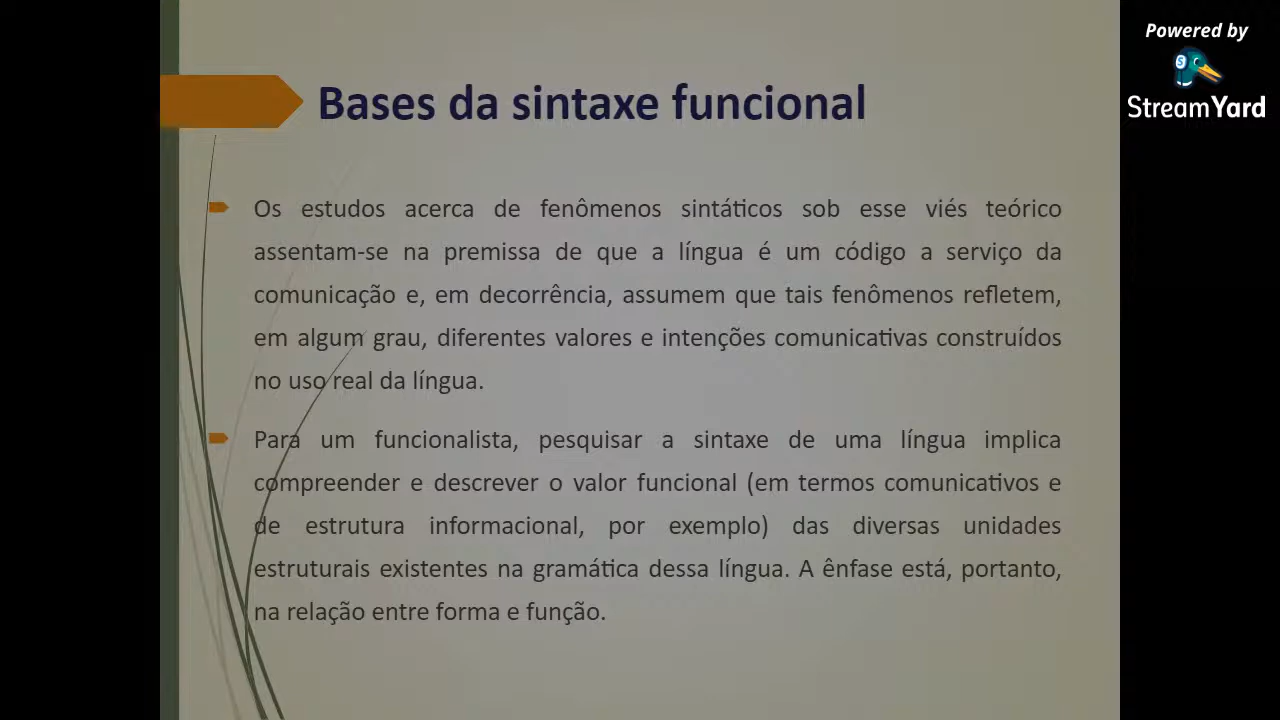 Powered by
StreamYard
Bases da sintaxe funcional
Os estudos acerca de fenômenos sintáticos sob esse viés teórico
assentam-se na premissa de que a língua é um código a serviço da
comunicação e, em decorrência, assumem que tais fenômenos refletem,
em algum grau, diferentes valores e intenções comunicativas construídos
no uso real da língua.
Para um funcionalista, pesquisar a sintaxe de uma língua implica
compreender e descrever o valor funcional (em termos comunicativos e
de estrutura informacional, por exemplo) das diversas unidades
estruturais existentes na gramática dessa língua. A ênfase está, portanto,
na relação entre forma e função.